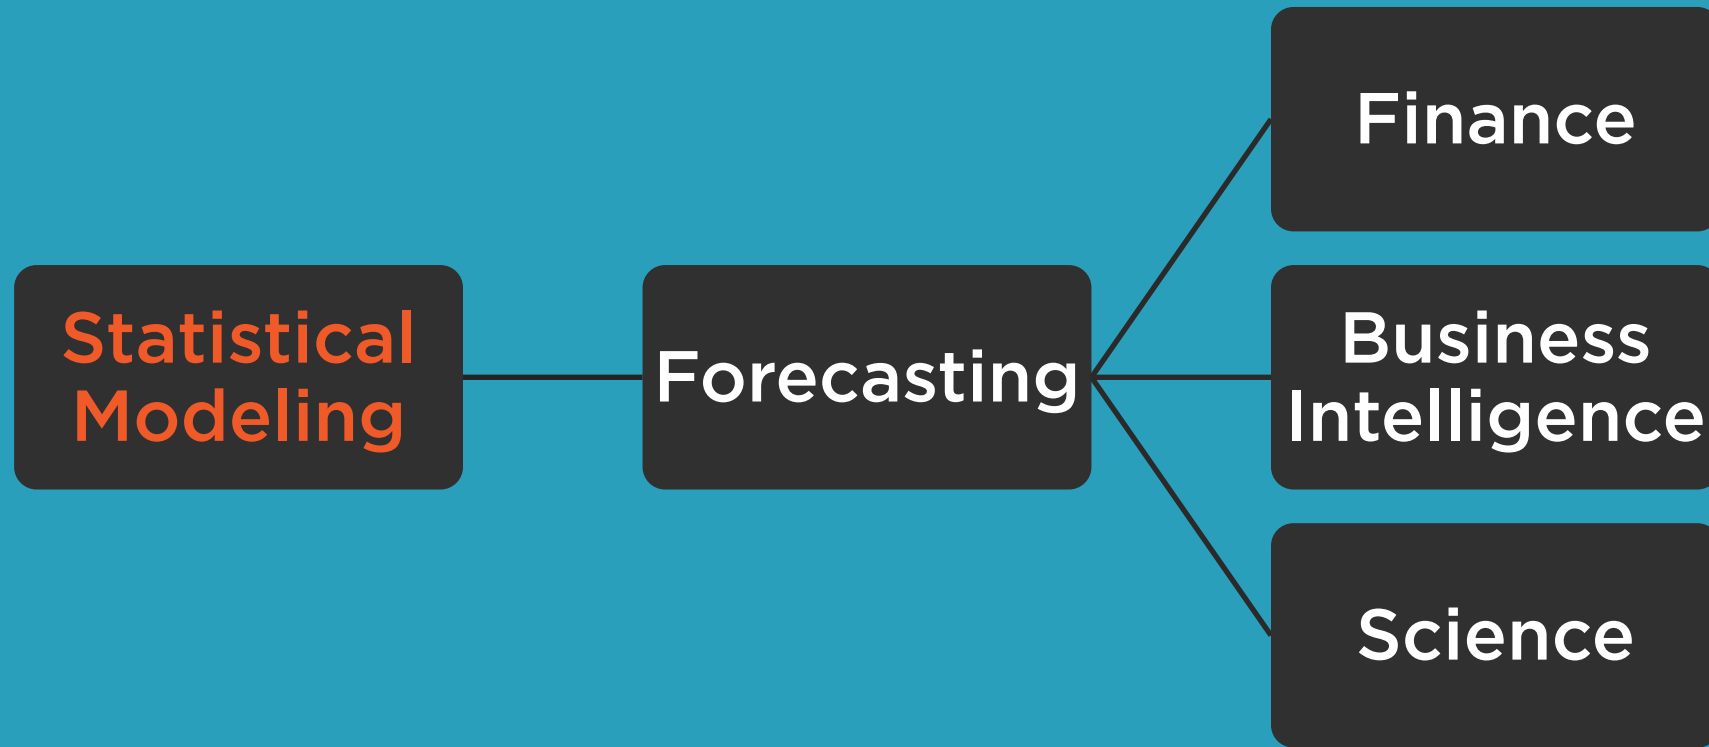 Statistical
Modeling
Forecasting
Finance
Business
Intelligence
Science